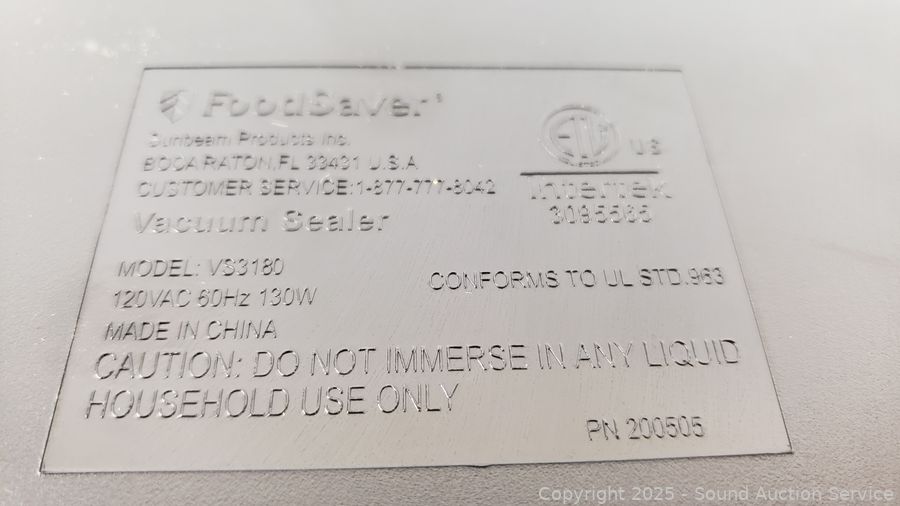 FoodSaver®
Sunbeam Products Inc.
BOCA RATON,FL 33431 U.S.A
CUSTOMER SERVICE:1-877-777-8042
Vacuum Sealer
MODEL: VS3180
120VAC 60Hz 130W
MADE IN CHINA
ETL US
Intertek
3095565
CONFORMS TO UL STD.963
CAUTION: DO NOT IMMERSE IN ANY LIQUID
HOUSEHOLD USE ONLY
PN 200505
Copyright 2025 - Sound Auction Service